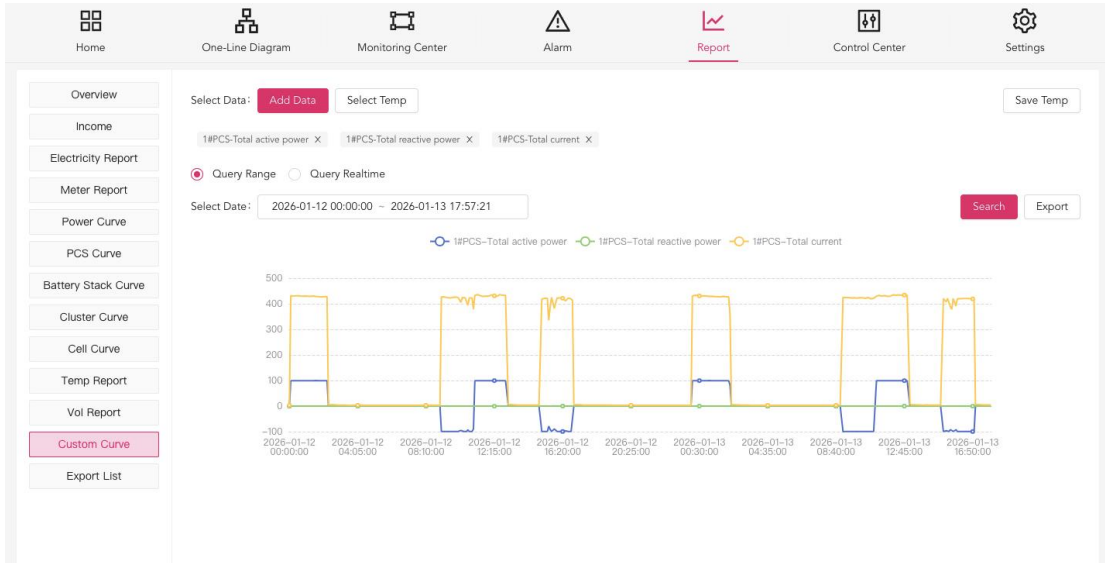 Home One-Line Diagram Monitoring Center Alarm Report Control Center Settings
Overview
Income
Electricity Report
Meter Report
Power Curve
PCS Curve
Battery Stack Curve
Cluster Curve
Cell Curve
Temp Report
Vol Report
Custom Curve
Export List
Select Data: Add Data Select Temp Save Temp
1#PCS-Total active power X 1#PCS-Total reactive power X 1#PCS-Total current X
Query Range Query Realtime
Select Date: 2026-01-12 00:00:00 ~ 2026-01-13 17:57:21 Search Export
1#PCS-Total active power 1#PCS-Total reactive power 1#PCS-Total current
500
400
300
200
100
0
-100
2026-01-12 2026-01-12 2026-01-12 2026-01-12 2026-01-12 2026-01-12 2026-01-13 2026-01-13 2026-01-13 2026-01-13 2026-01-13
00:00:00 04:05:00 08:10:00 12:15:00 16:20:00 20:25:00 00:30:00 04:35:00 08:40:00 12:45:00 16:50:00